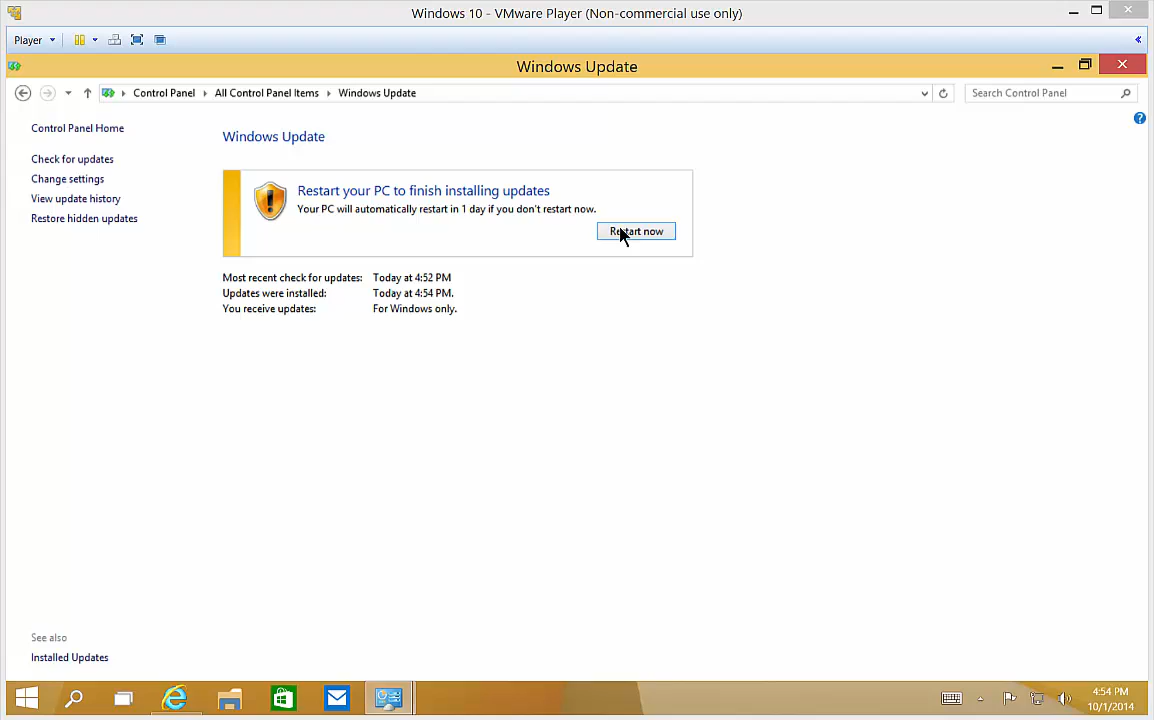 Windows 10 - VMware Player (Non-commercial use only)
Player
Windows Update
Control Panel All Control Panel Items Windows Update
Search Control Panel
Control Panel Home
Check for updates
Change settings
View update history
Restore hidden updates
Windows Update
Restart your PC to finish installing updates
Your PC will automatically restart in 1 day if you don't restart now.
Restart now
Most recent check for updates: Today at 4:52 PM
Updates were installed: Today at 4:54 PM.
You receive updates: For Windows only.
See also
Installed Updates
4:54 PM
10/1/2014